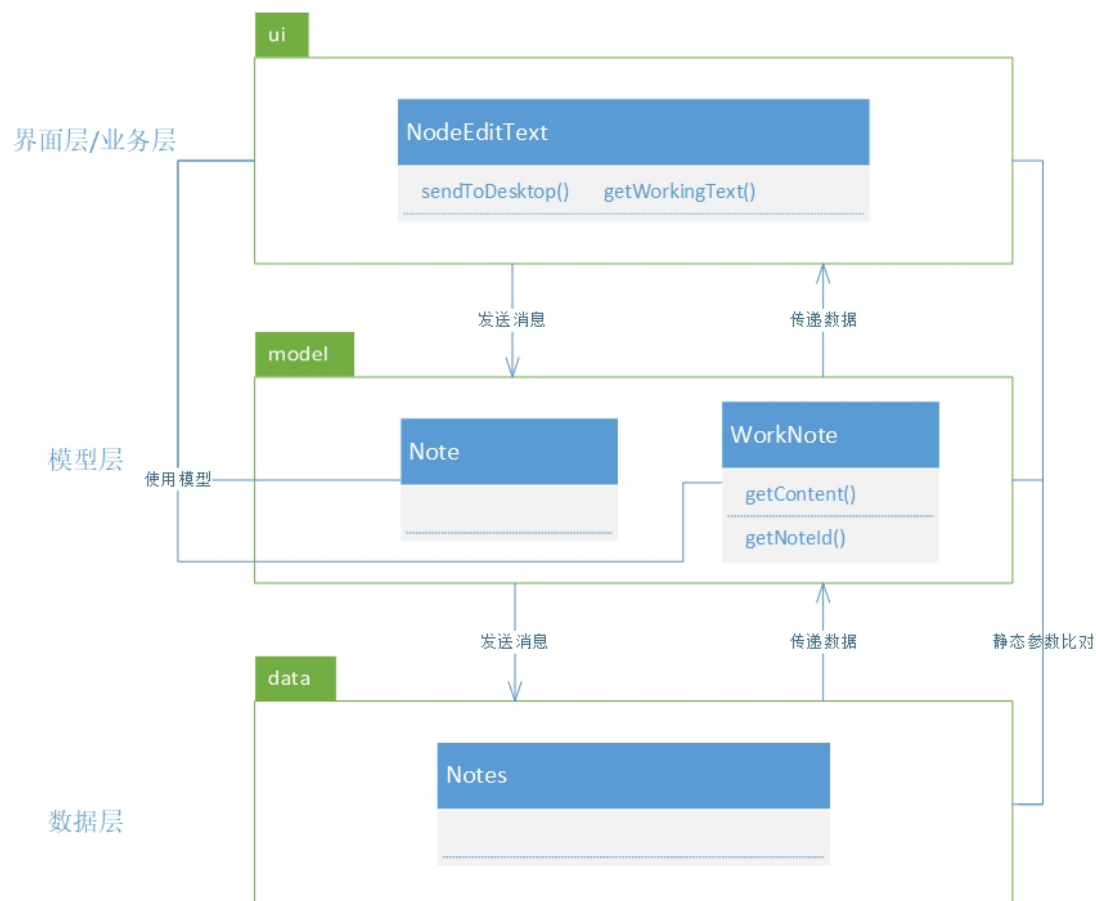 ui
界面层/业务层
NodeEditText
sendToDesktop() getWorkingText()
发送消息 传递数据
model
模型层
Note
WorkNote
使用模型
getContent()
getNoteId()
发送消息 传递数据 静态参数比对
data
Notes
数据层